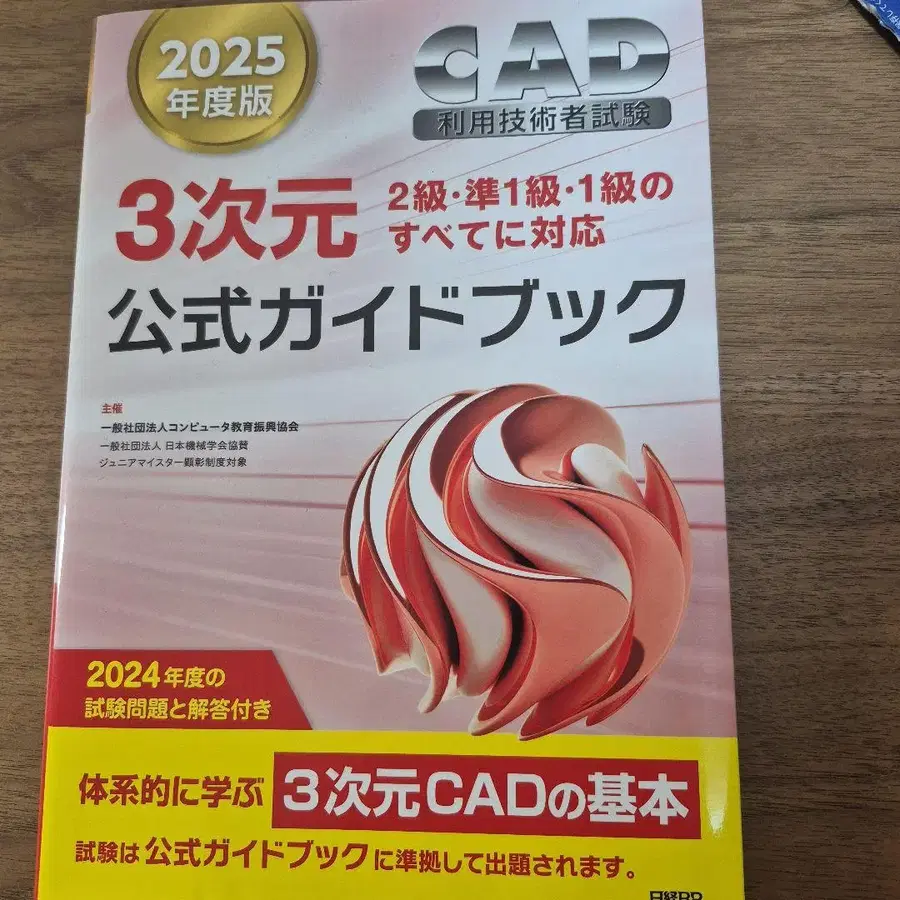 2025
年度版
CAD
利用技術者試験
3次元
2級・準1級・1級の
すべてに対応
公式ガイドブック
主催
一般社団法人コンピュータ教育振興協会
一般社団法人 日本機械学会協賛
ジュニアマイスター顕彰制度対象
2024年度の
試験問題と解答付き
体系的に学ぶ 3次元CADの基本
試験は公式ガイドブックに準拠して出題されます。
日経BP